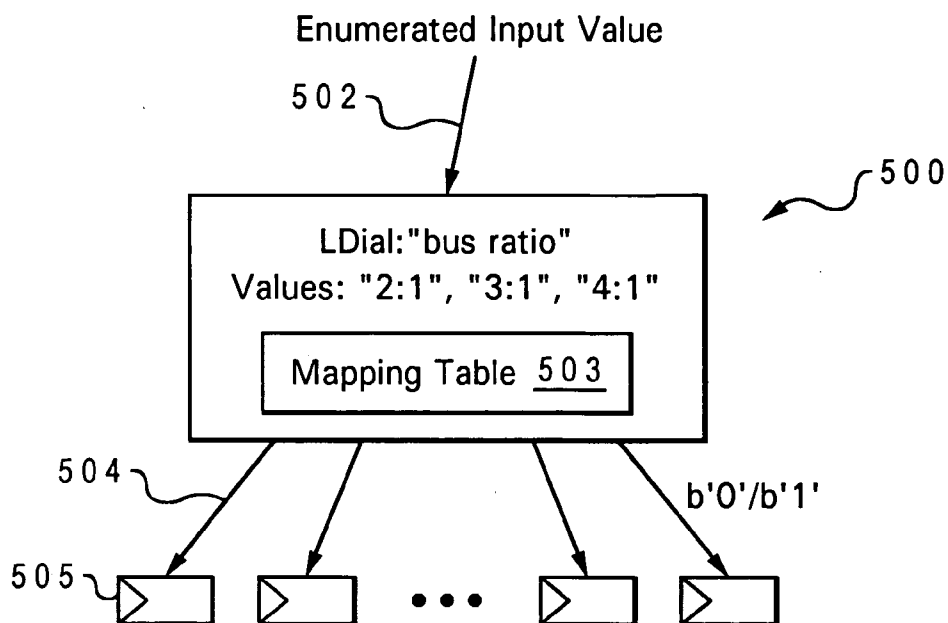 Enumerated Input Value
502
500
LDial:"bus ratio"
Values: "2:1", "3:1", "4:1"
Mapping Table 503
504
b'0'/b'1'
505